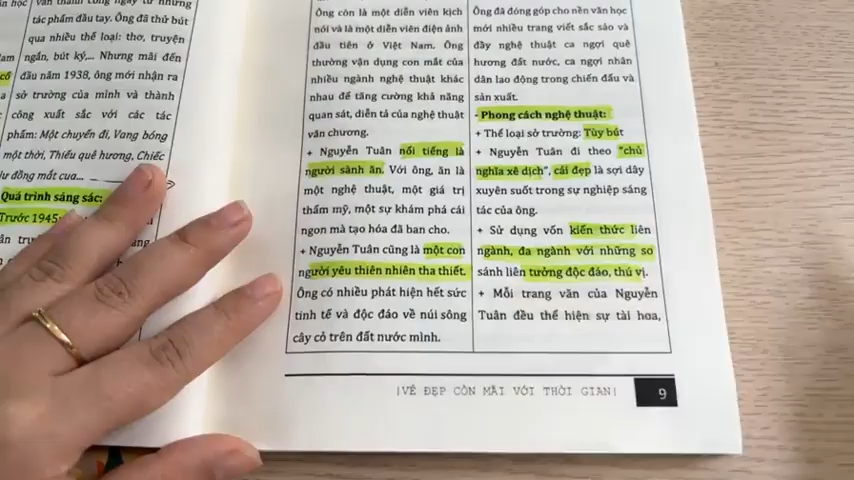 tác phẩm đầu tay. Ông đã thử bút
qua nhiều thể loại: thơ, truyện
ngắn, bút ký,... Nhưng mãi đến
đầu năm 1938, ông mới nhận ra
sở trường của mình và thành
công xuất sắc với các tác
phẩm: Một chuyến đi, Vang bóng
một thời, Thiếu quê hương, Chiếc
lư đồng mắt cua...
Quá trình sáng sác:
Trước 1945:
Ông còn là một diễn viên kịch
nói và là một diễn viên điện ảnh
đầu tiên ở Việt Nam. Ông
thường vận dụng con mắt của
nhiều ngành nghệ thuật khác
nhau để tăng cường khả năng
quan sát, diễn tả của nghệ thuật
văn chương.
+ Nguyễn Tuân nổi tiếng là
người sành ăn. Với ông, ăn là
một nghệ thuật, một giá trị
thẩm mỹ, một sự khám phá cái
ngon mà tạo hóa đã ban cho.
+ Nguyễn Tuân cũng là một con
người yêu thiên nhiên tha thiết.
Ông có nhiều phát hiện hết sức
tinh tế và độc đáo về núi sông
cây cỏ trên đất nước mình.
Ông đã đóng góp cho nền văn học
mới nhiều trang viết sắc sảo và
đầy nghệ thuật ca ngợi quê
hương đất nước, ca ngợi nhân
dân lao động trong chiến đấu và
sản xuất.
- Phong cách nghệ thuật:
+ Thể loại sở trường: Tùy bút
+ Nguyễn Tuân đi theo "chủ
nghĩa xê dịch", cái đẹp là sợi dây
xuyên suốt trong sự nghiệp sáng
tác của ông.
+ Sử dụng vốn kiến thức liên
ngành, đa ngành với những so
sánh liên tưởng độc đáo, thú vị.
+ Mỗi trang văn của Nguyễn
Tuân đều thể hiện sự tài hoa,
|VẺ ĐẸP CÒN MÃI VỚI THỜI GIAN|
9